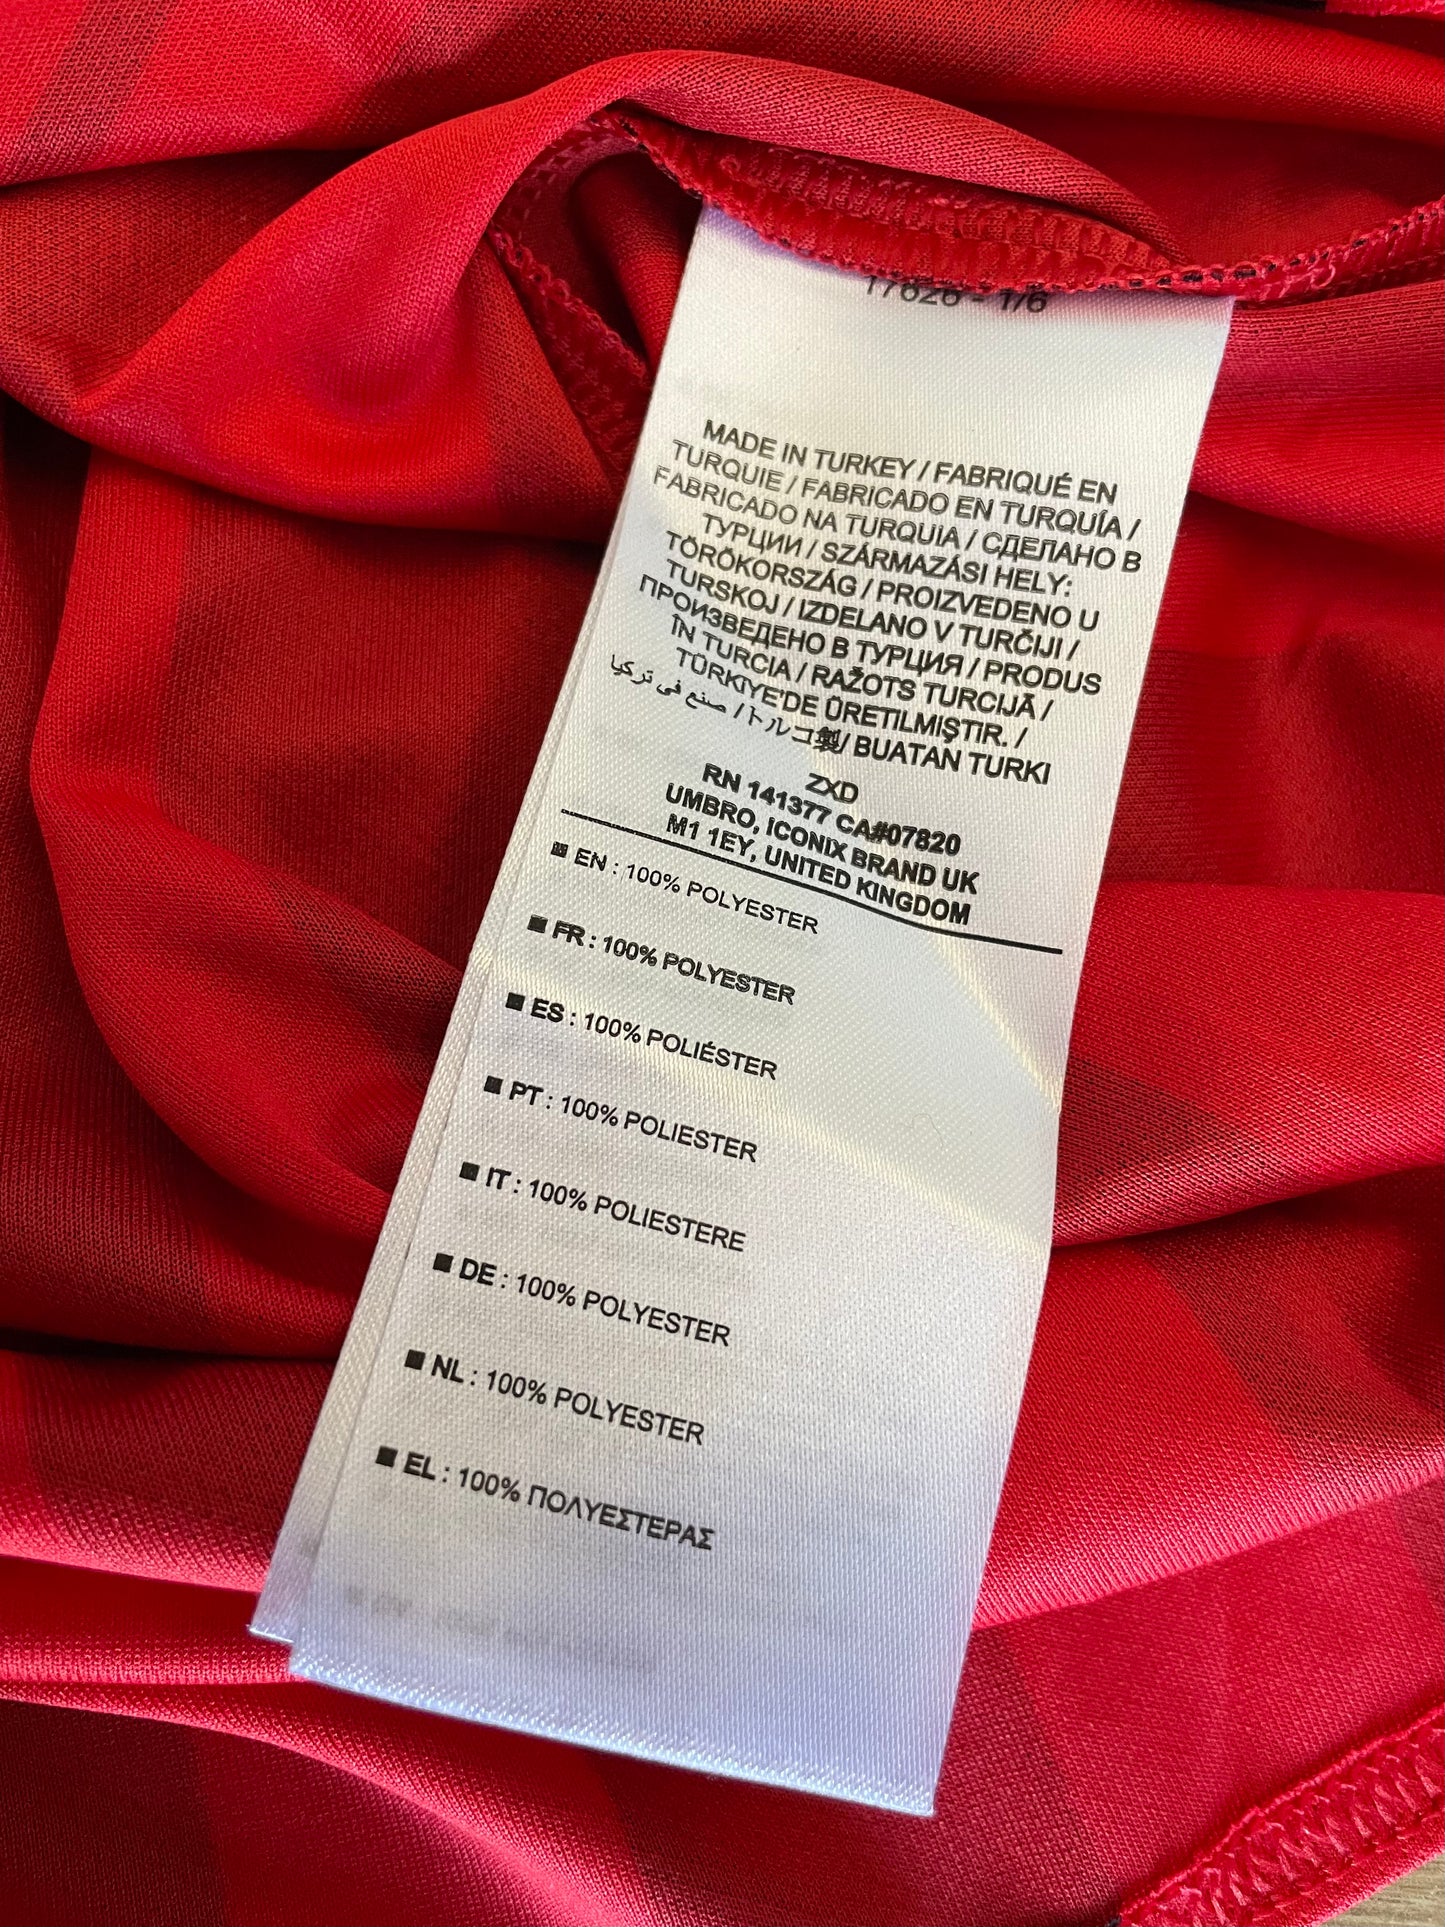 17626 - 1/6
MADE IN TURKEY / FABRIQUÉ EN
TURQUIE / FABRICADO EN TURQUÍA /
FABRICADO NA TURQUIA / СДЕЛАНО В
ТУРЦИИ / SZÁRMAZÁSI HELY:
TÖRÖKORSZÁG / PROIZVEDENO U
TURSKOJ / IZDELANO V TURČIJI /
ПРОИЗВЕДЕНО В ТУРЦИЯ / PRODUS
ÎN TURCIA / RAŽOTS TURCIJĀ /
TÜRKIYE'DE ÜRETILMIŞTIR. /
صنع في تركيا / トルコ製/ BUATAN TURKI
ZXD
RN 141377 CA#07820
UMBRO, ICONIX BRAND UK
M1 1EY, UNITED KINGDOM
■ EN : 100% POLYESTER
■ FR : 100% POLYESTER
■ ES : 100% POLIÉSTER
■ PT : 100% POLIESTER
■ IT : 100% POLIESTERE
■ DE : 100% POLYESTER
■ NL : 100% POLYESTER
■ EL : 100% ΠΟΛΥΕΣΤΕΡΑΣ